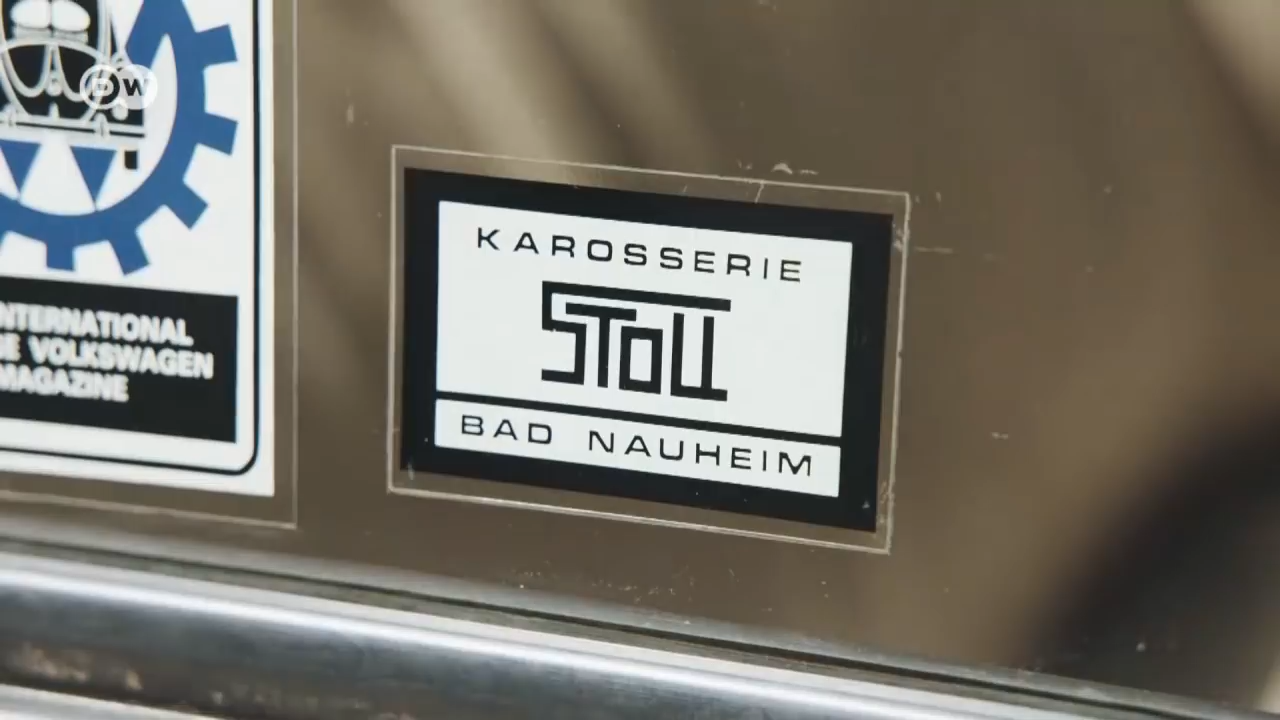 DW
INTERNATIONAL
VOLKSWAGEN
MAGAZINE
KAROSSERIE
STOLL
BAD NAUHEIM